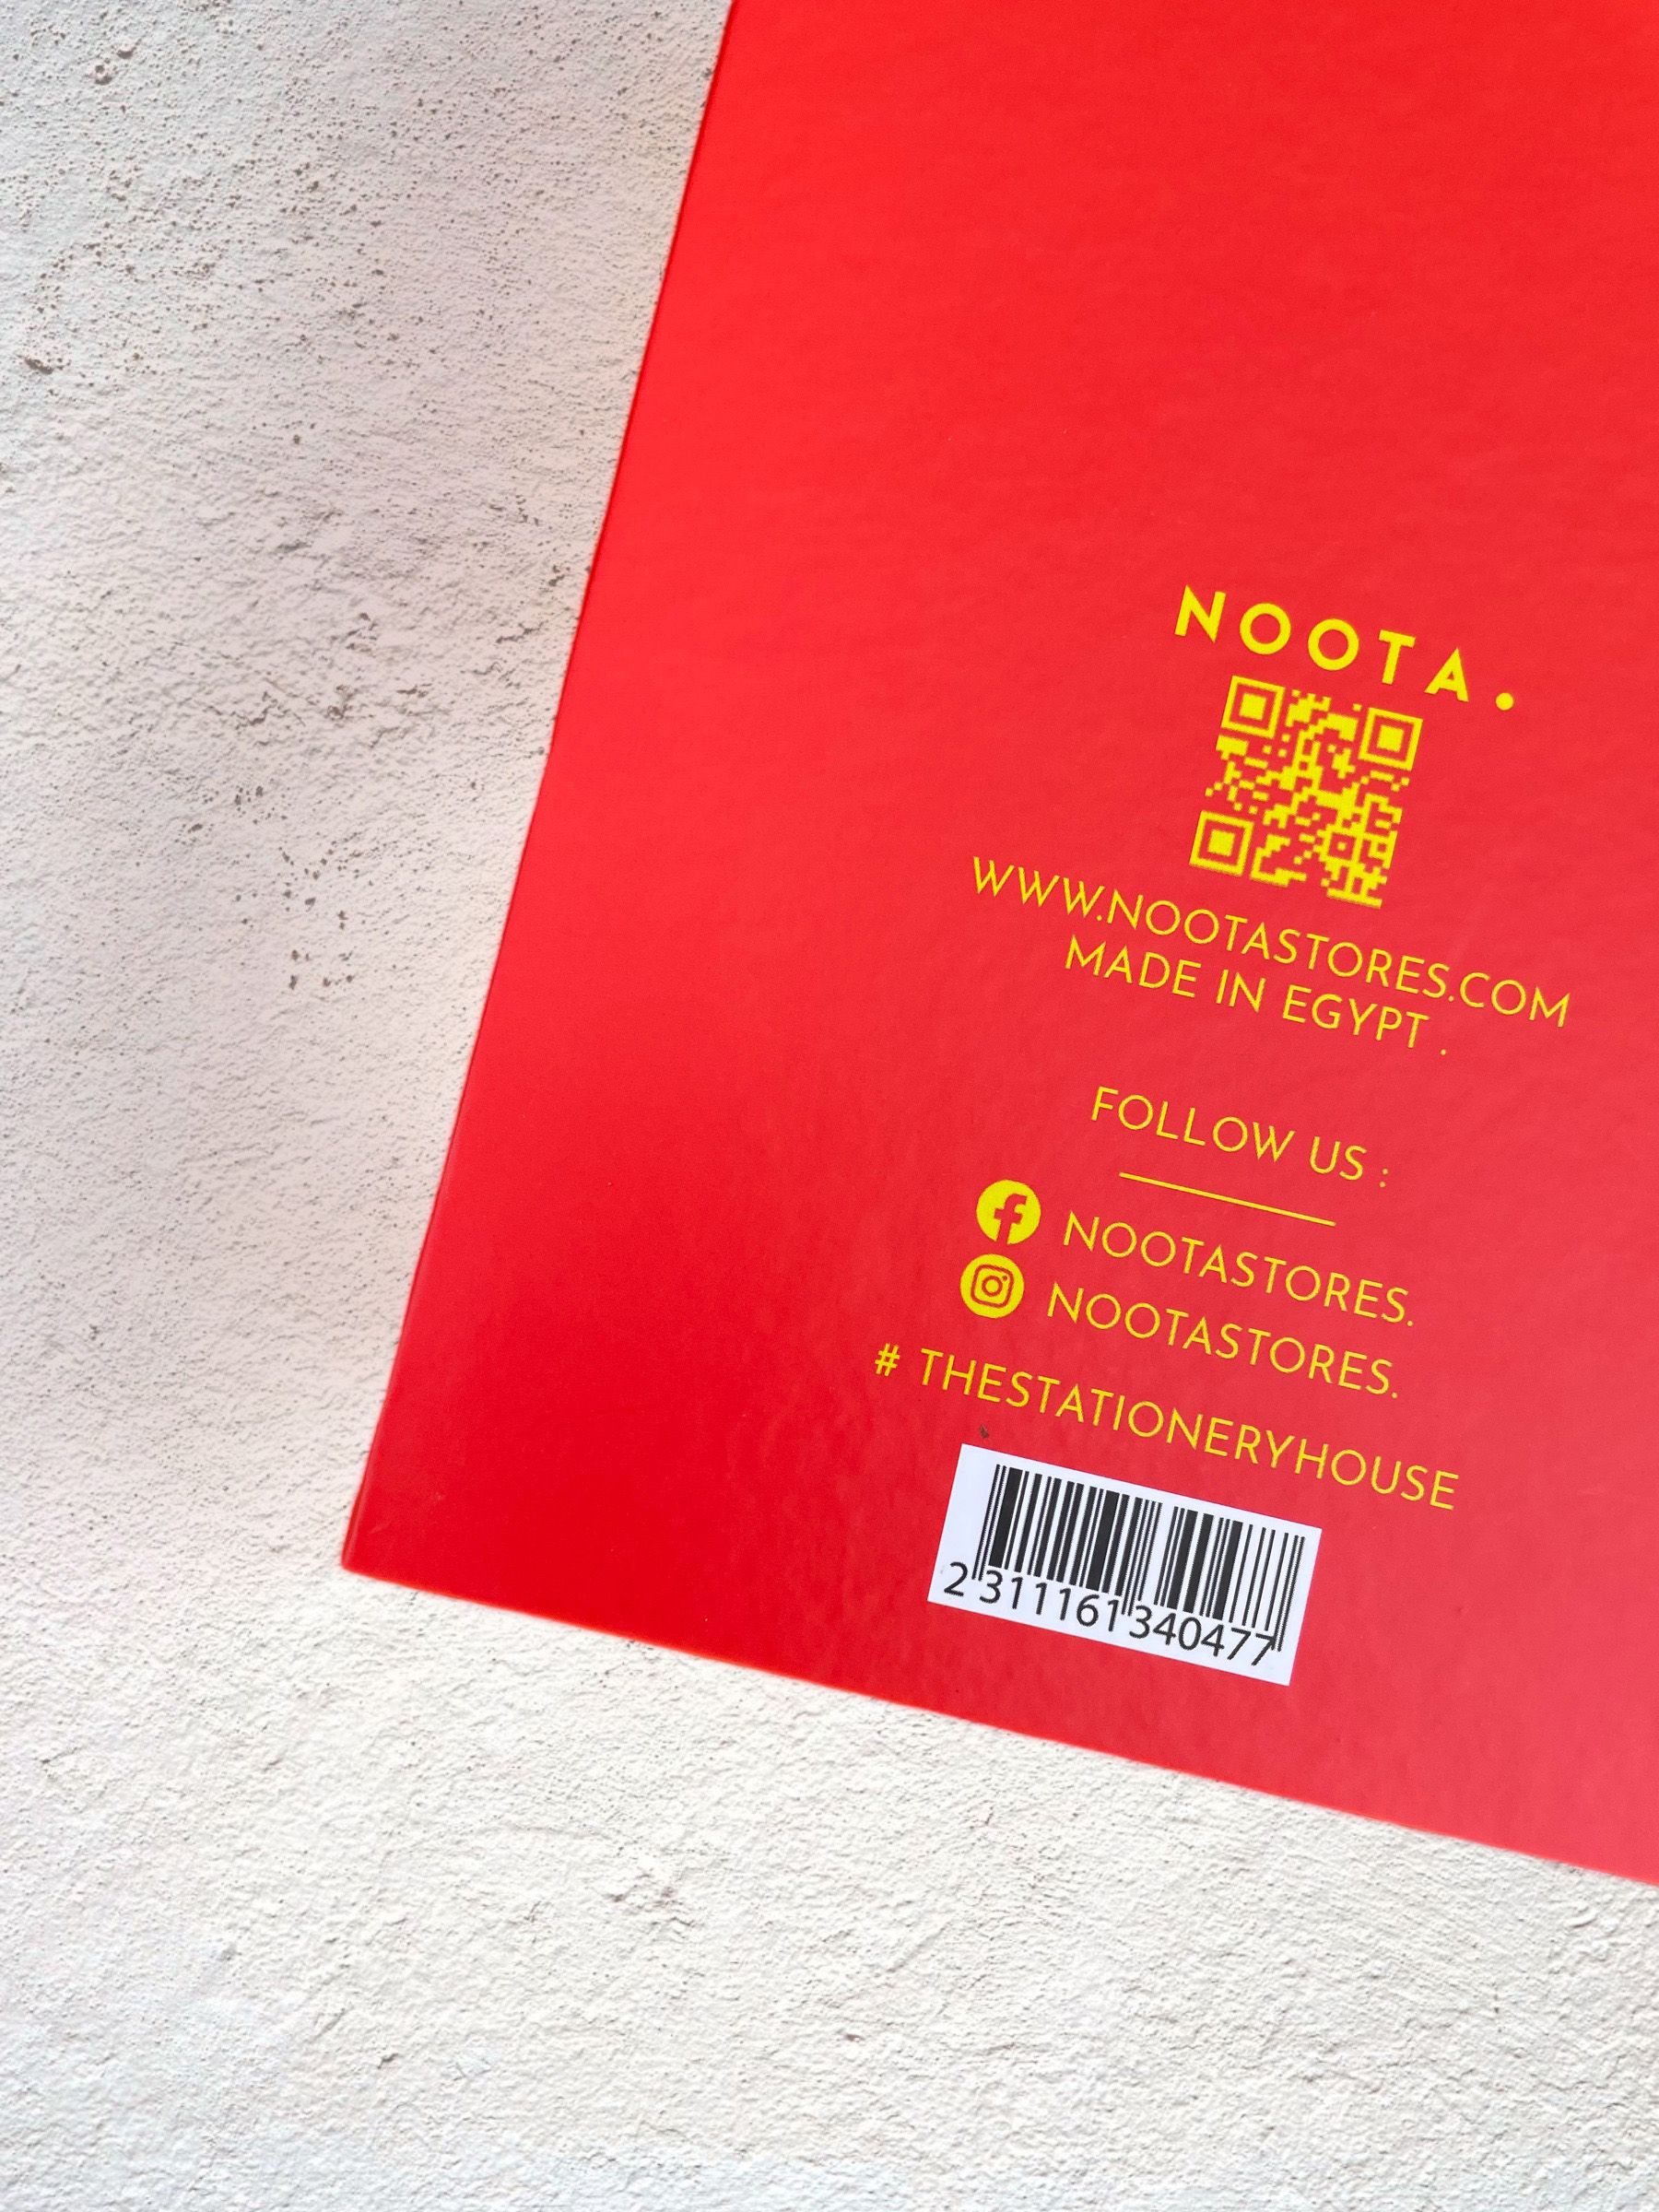 NOOTA.
WWW.NOOTASTORES.COM
MADE IN EGYPT .
FOLLOW US :
NOOTASTORES.
NOOTASTORES.
# THESTATIONERYHOUSE
2 311161 340477